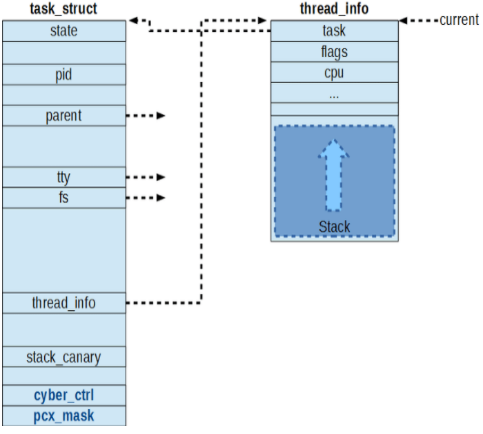 task_struct
state
pid
parent
tty
fs
thread_info
stack_canary
cyber_ctrl
pcx_mask
thread_info
task
flags
cpu
...
Stack
current